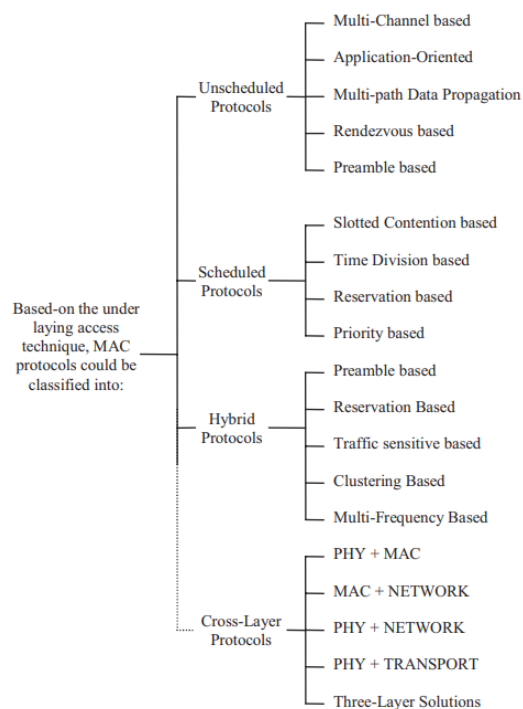 Based-on the under
laying access
technique, MAC
protocols could be
classified into:
Unscheduled
Protocols
Multi-Channel based
Application-Oriented
Multi-path Data Propagation
Rendezvous based
Preamble based
Scheduled
Protocols
Slotted Contention based
Time Division based
Reservation based
Priority based
Hybrid
Protocols
Preamble based
Reservation Based
Traffic sensitive based
Clustering Based
Multi-Frequency Based
Cross-Layer
Protocols
PHY + MAC
MAC + NETWORK
PHY + NETWORK
PHY + TRANSPORT
Three-Layer Solutions